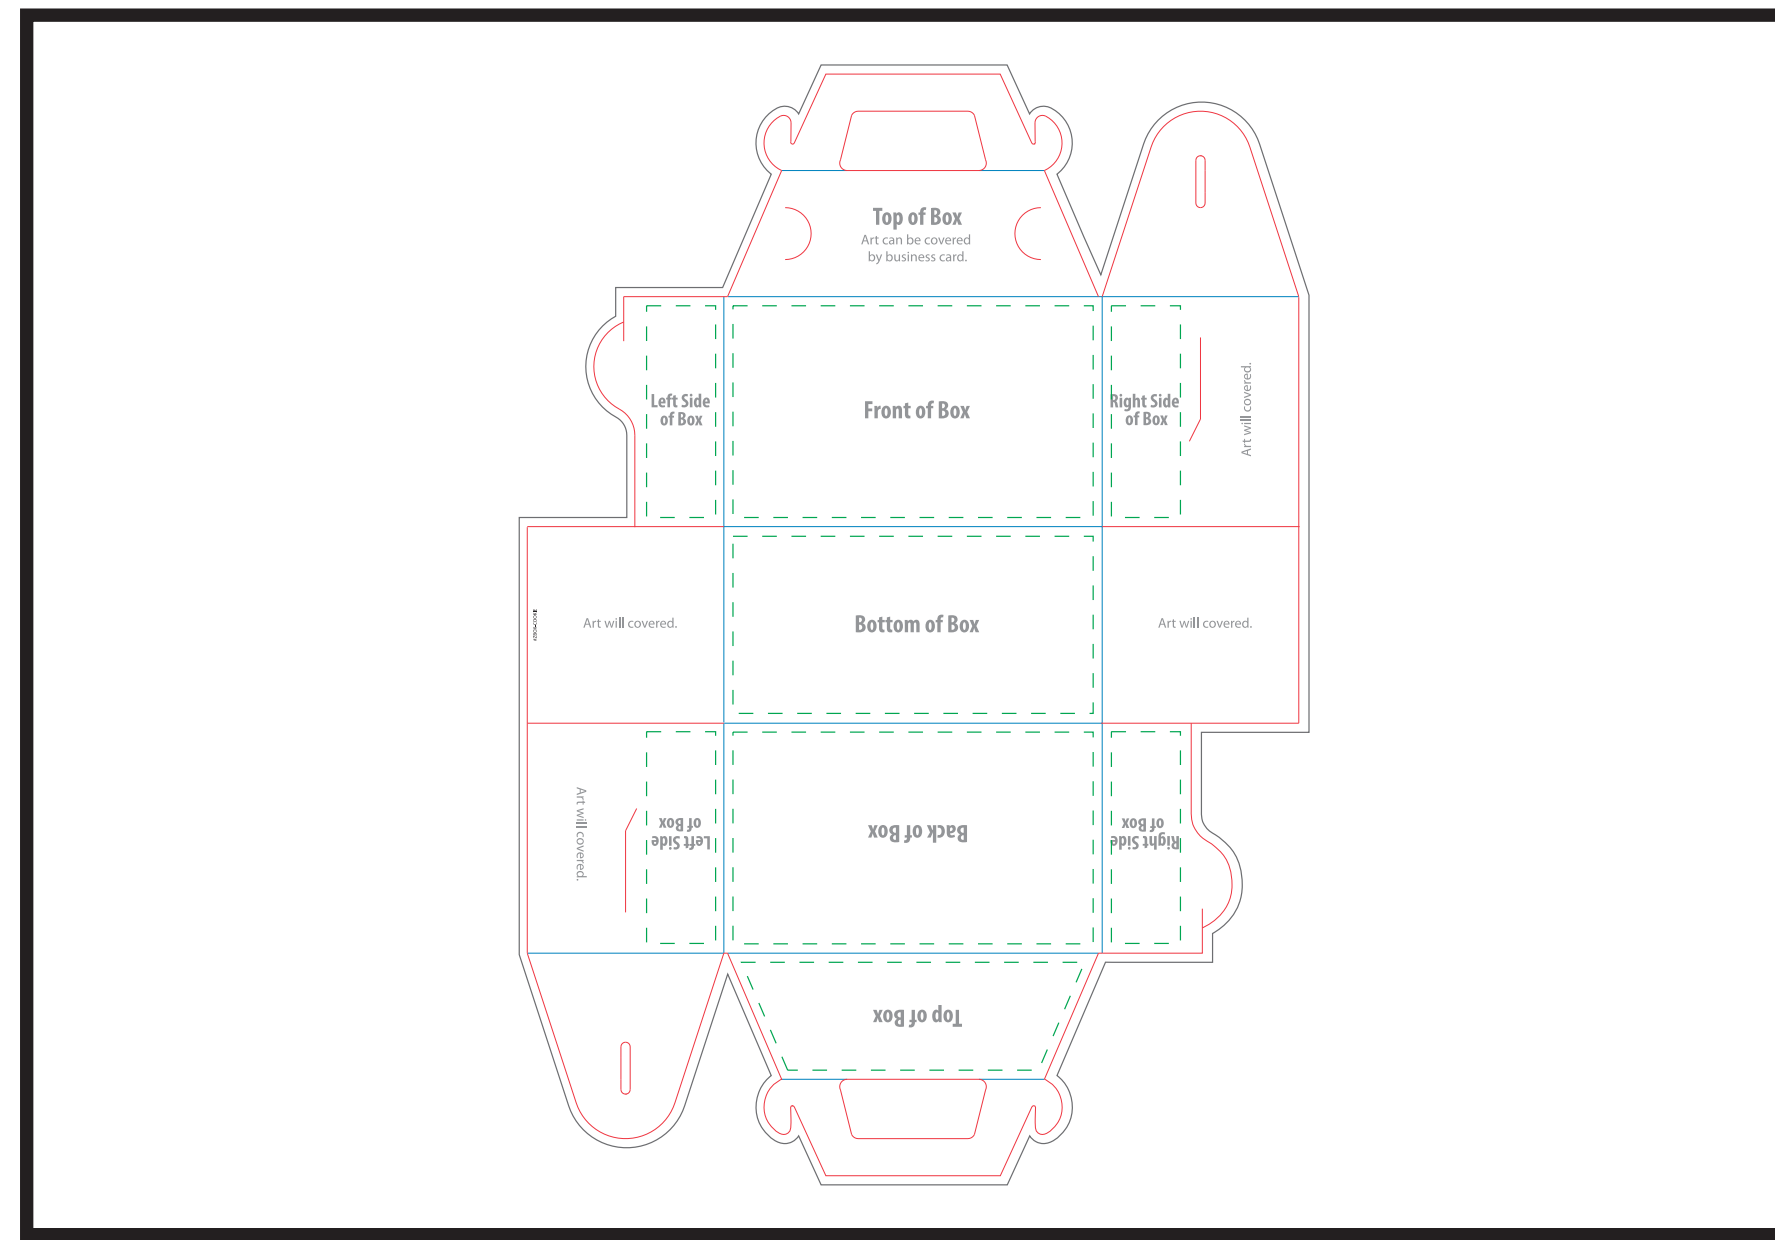 Top of Box
Art can be covered
by business card.
Left Side
of Box
Front of Box
Right Side
of Box
Art will covered.
Art will covered.
Bottom of Box
Art will covered.
Art will covered.
Left Side
of Box
Back of Box
Right Side
of Box
Top of Box